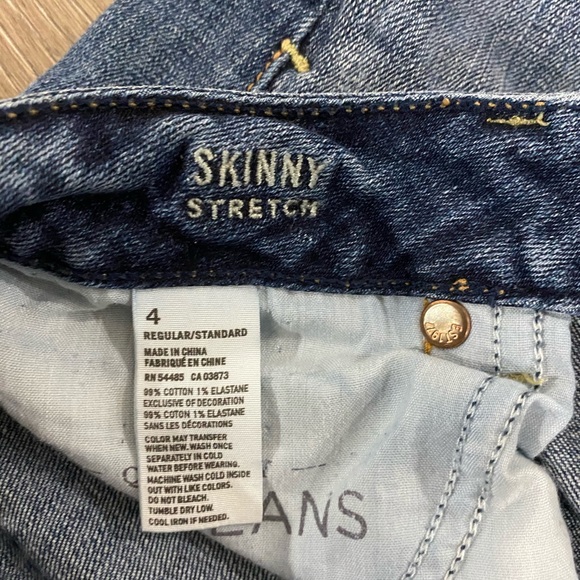 SKINNY
STRETCH
4
REGULAR/STANDARD
MADE IN CHINA
FABRIQUÉ EN CHINE
RN 54485 CA 03873
99% COTTON 1% ELASTANE
EXCLUSIVE OF DECORATION
99% COTON 1% ELASTANE
SANS LES DÉCORATIONS
COLOR MAY TRANSFER
WHEN NEW. WASH ONCE
SEPARATELY IN COLD
WATER BEFORE WEARING.
MACHINE WASH COLD INSIDE
OUT WITH LIKE COLORS.
DO NOT BLEACH.
TUMBLE DRY LOW.
COOL IRON IF NEEDED.
EST. 1977
EANS